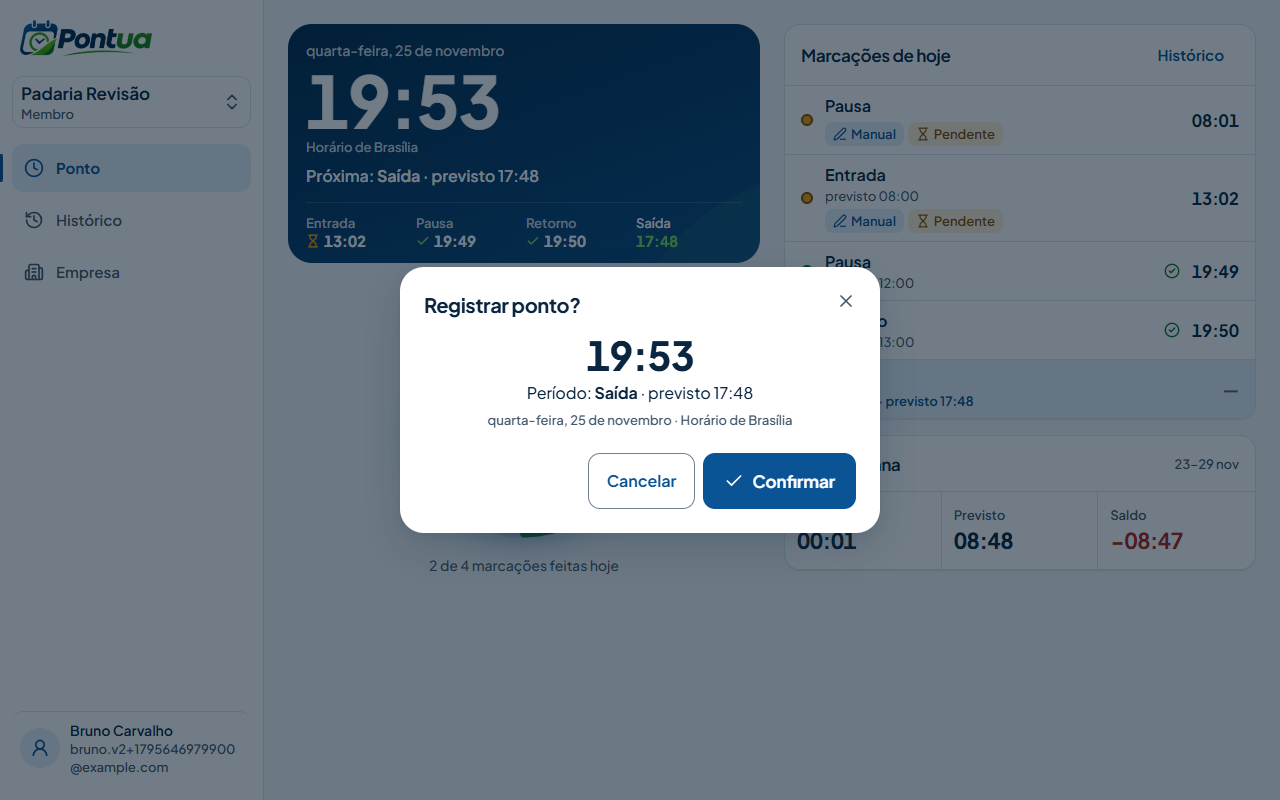 Pontua
Padaria Revisão
Membro
Ponto
Histórico
Empresa
Bruno Carvalho
bruno.v2+1795646979900
@example.com
quarta-feira, 25 de novembro
19:53
Horário de Brasília
Próxima: Saída · previsto 17:48
Entrada Pausa Retorno Saída
13:02 19:49 19:50 17:48
2 de 4 marcações feitas hoje
Registrar ponto?
19:53
Período: Saída · previsto 17:48
quarta-feira, 25 de novembro · Horário de Brasília
Cancelar Confirmar
Marcações de hoje Histórico
Pausa
Manual Pendente
08:01
Entrada
previsto 08:00
Manual Pendente
13:02
Pausa
12:00
19:49
13:00
19:50
· previsto 17:48
—
23–29 nov
00:01
Previsto
08:48
Saldo
−08:47